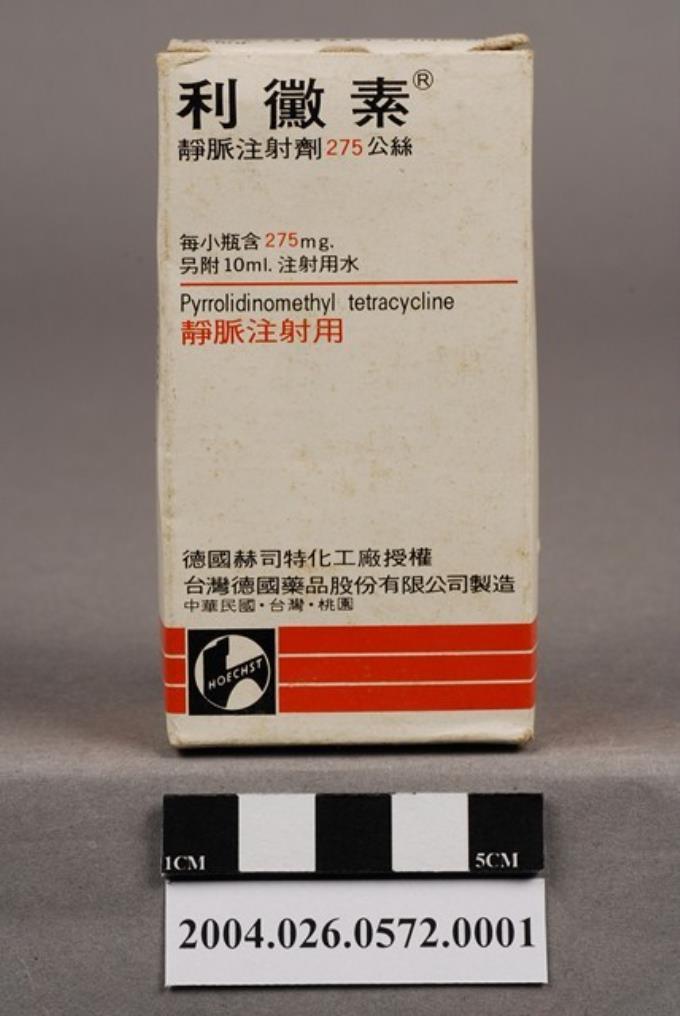 利黴素®
靜脈注射劑275公絲
每小瓶含275mg.
另附10ml. 注射用水
Pyrrolidinomethyl tetracycline
靜脈注射用
德國赫司特化工廠授權
台灣德國藥品股份有限公司製造
中華民國·台灣·桃園
HOECHST
1CM 5CM
2004.026.0572.0001